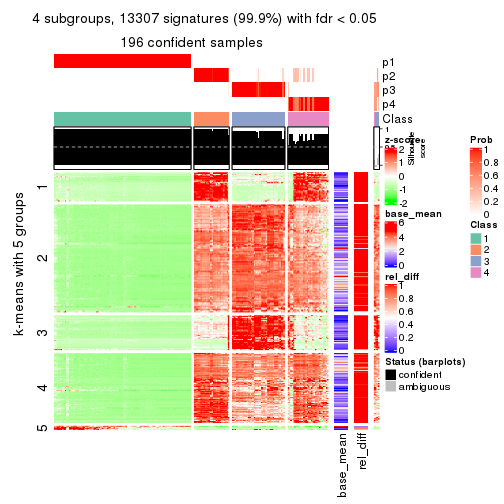 4 subgroups, 13307 signatures (99.9%) with fdr < 0.05
196 confident samples
p1
p2
p3
p4
Class
1
Silhouette
score
z-score
2
1
0
-1
-2
base_mean
6
4
2
0
rel_diff
1
0.8
0.6
0.4
0.2
0
Status (barplots)
confident
ambiguous
Prob
1
0.8
0.6
0.4
0.2
0
Class
1
2
3
4
k-means with 5 groups
1
2
3
4
5
base_mean
rel_diff